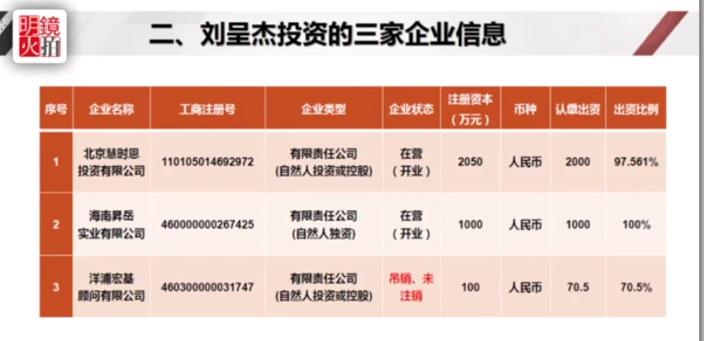 明鏡
火拍
二、刘呈杰投资的三家企业信息
序号 企业名称 工商注册号 企业类型 企业状态 注册资本（万元） 币种 认缴出资 出资比例
1 北京慧时恩投资有限公司 110105014692972 有限责任公司(自然人投资或控股) 在营（开业） 2050 人民币 2000 97.561%
2 海南昇岳实业有限公司 460000000267425 有限责任公司(自然人独资) 在营（开业） 1000 人民币 1000 100%
3 洋浦宏基顾问有限公司 460300000031747 有限责任公司(自然人投资或控股) 吊销、未注销 100 人民币 70.5 70.5%